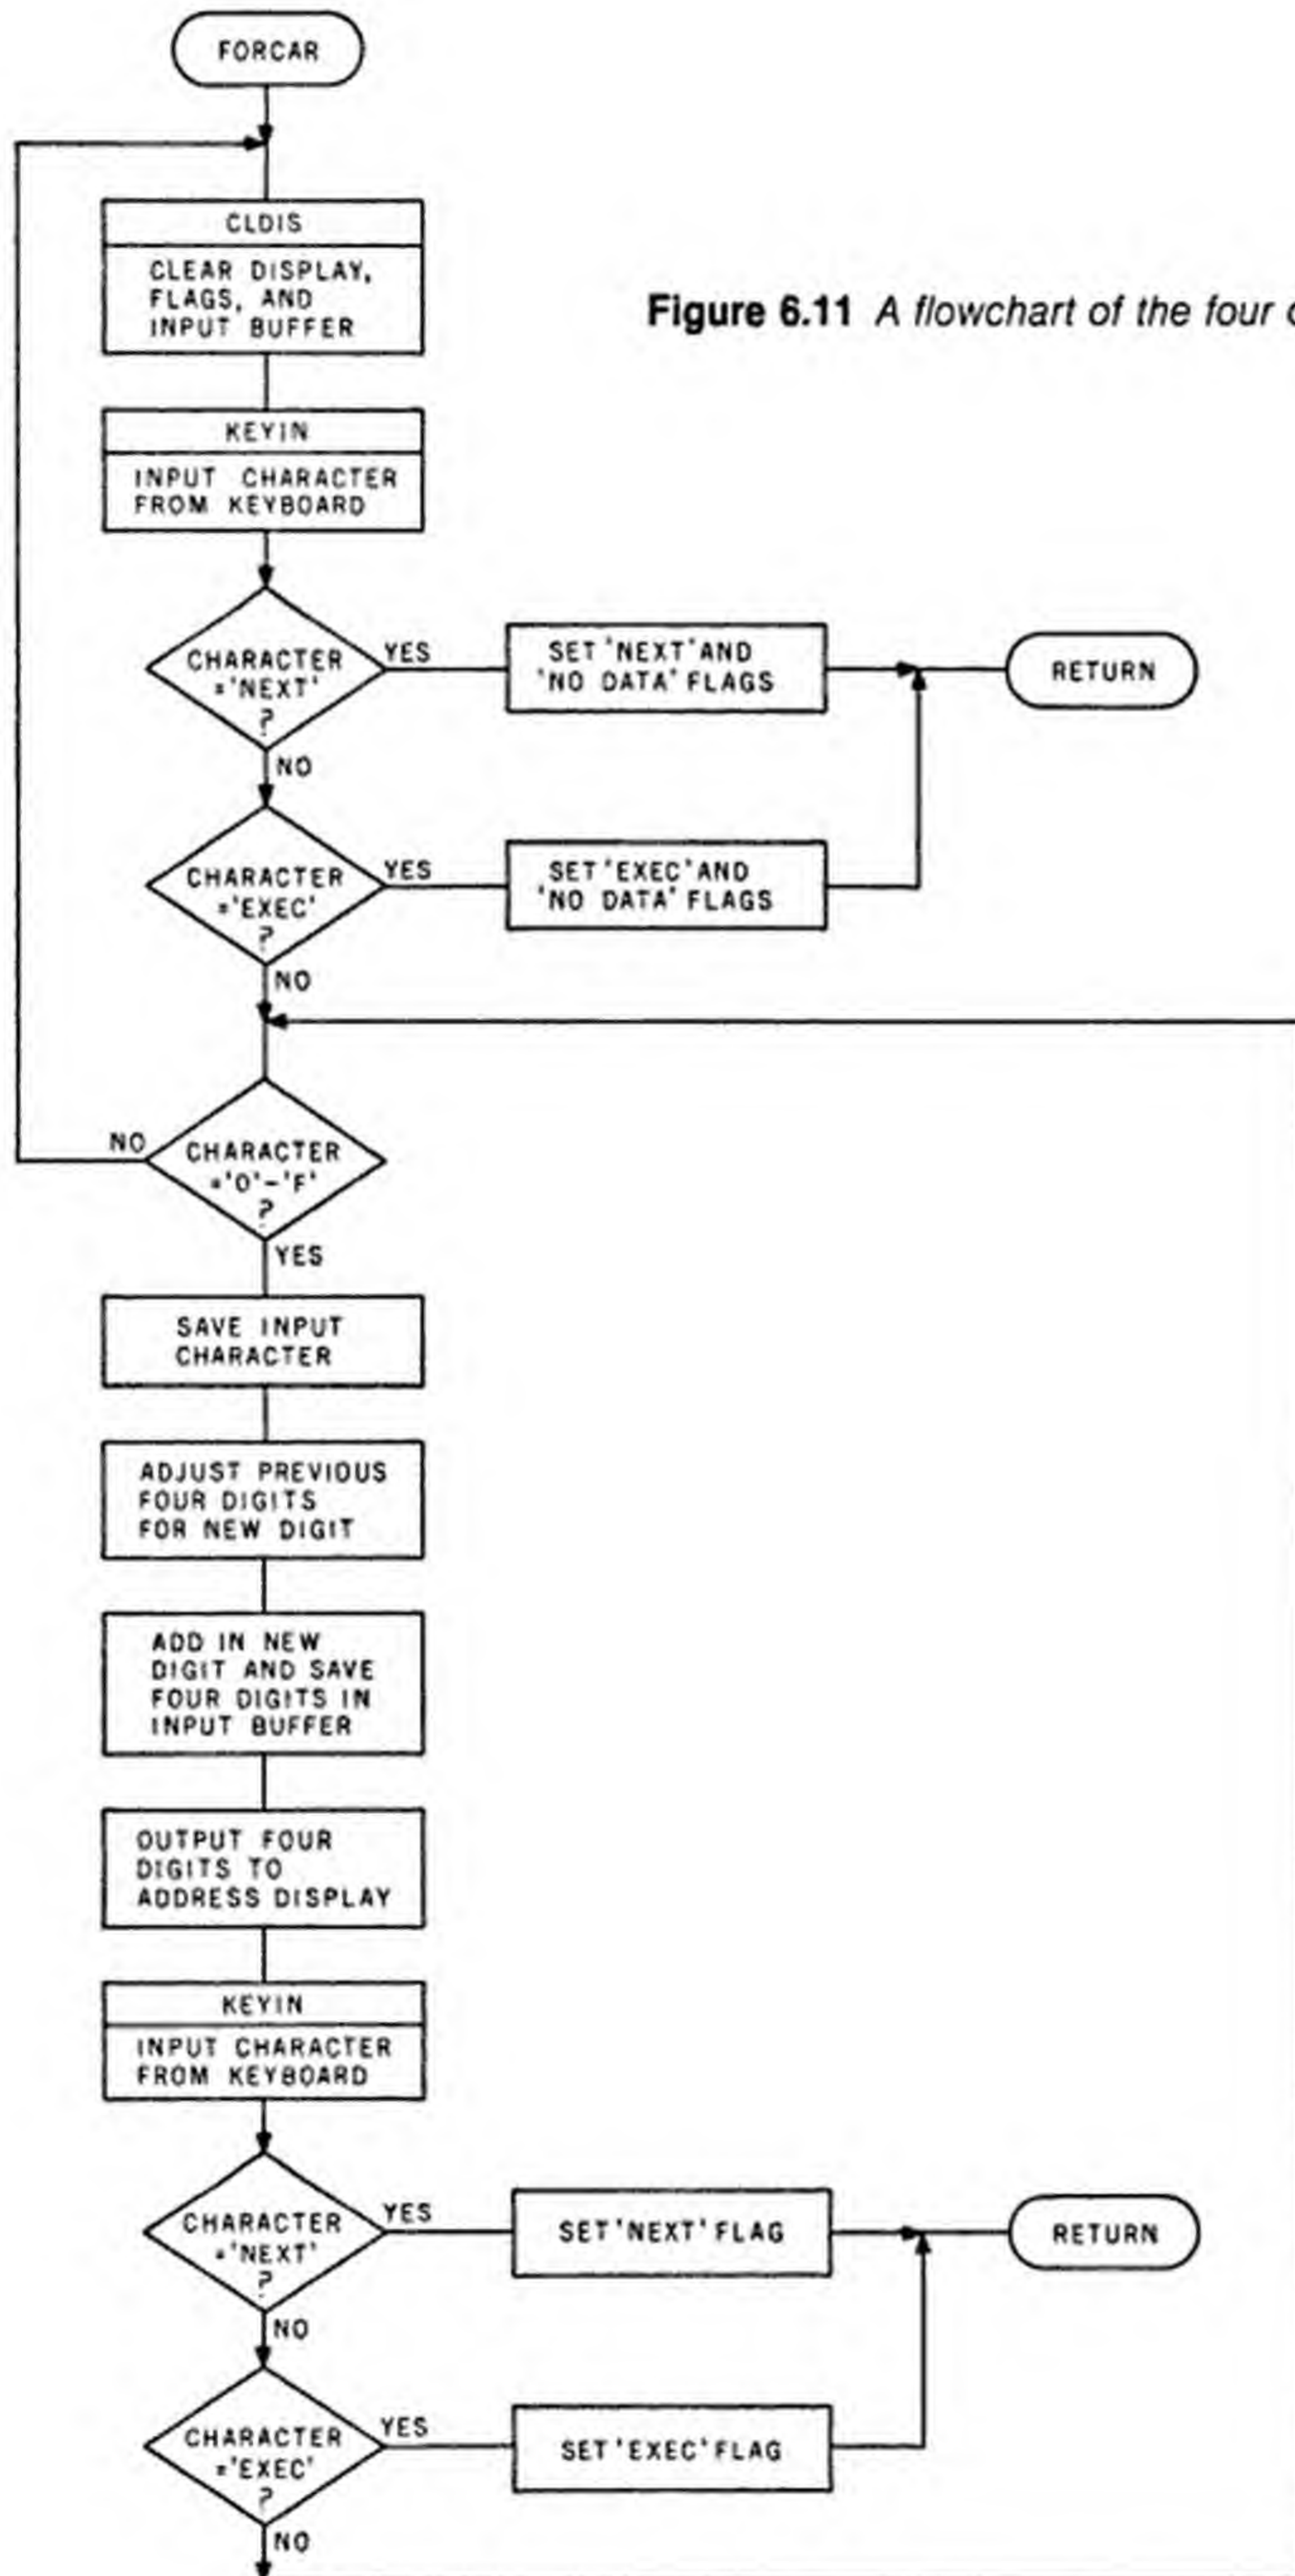 FORCAR
CLDIS
CLEAR DISPLAY,
FLAGS, AND
INPUT BUFFER
Figure 6.11 A flowchart of the four
KEYIN
INPUT CHARACTER
FROM KEYBOARD
CHARACTER
='NEXT'
?
YES
SET 'NEXT' AND
'NO DATA' FLAGS
RETURN
NO
CHARACTER
='EXEC'
?
YES
SET 'EXEC' AND
'NO DATA' FLAGS
NO
CHARACTER
='0'-'F'
?
NO
YES
SAVE INPUT
CHARACTER
ADJUST PREVIOUS
FOUR DIGITS
FOR NEW DIGIT
ADD IN NEW
DIGIT AND SAVE
FOUR DIGITS IN
INPUT BUFFER
OUTPUT FOUR
DIGITS TO
ADDRESS DISPLAY
KEYIN
INPUT CHARACTER
FROM KEYBOARD
CHARACTER
='NEXT'
?
YES
SET 'NEXT' FLAG
RETURN
NO
CHARACTER
='EXEC'
?
YES
SET 'EXEC' FLAG
NO